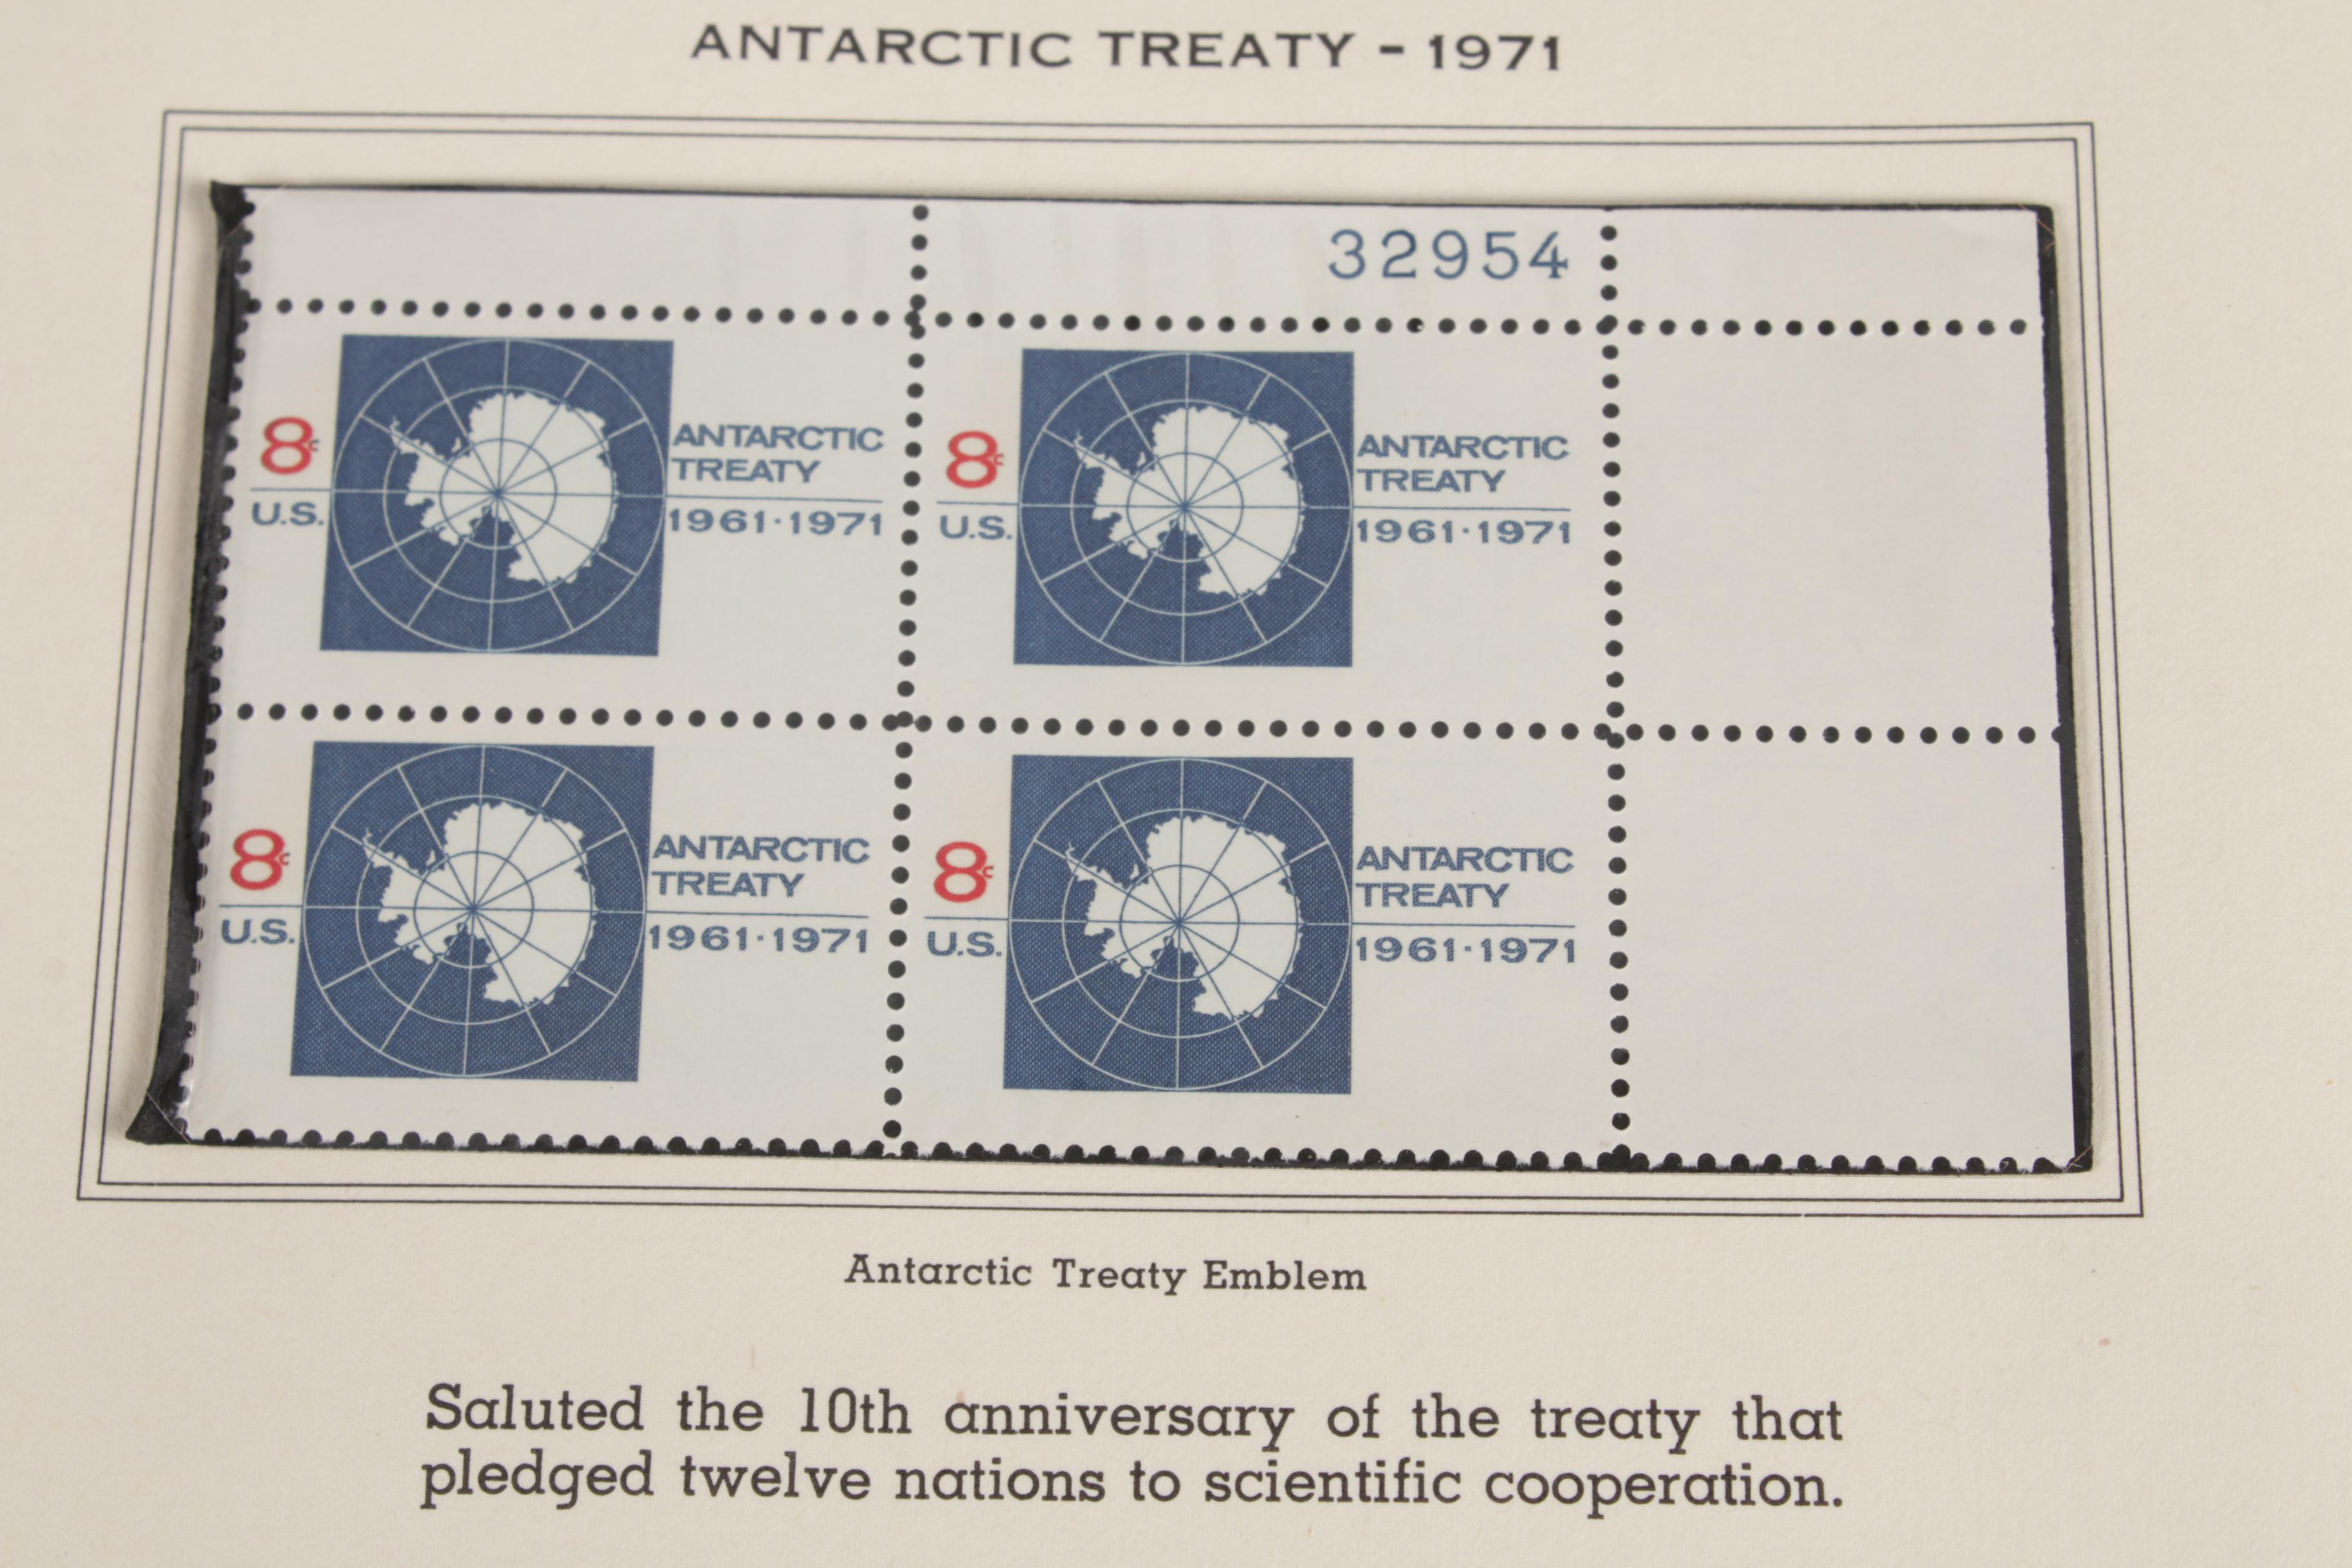 ANTARCTIC TREATY - 1971
32954
8c
U.S.
ANTARCTIC
TREATY
1961·1971
8c
U.S.
ANTARCTIC
TREATY
1961·1971
8c
U.S.
ANTARCTIC
TREATY
1961·1971
8c
U.S.
ANTARCTIC
TREATY
1961·1971
Antarctic Treaty Emblem
Saluted the 10th anniversary of the treaty that
pledged twelve nations to scientific cooperation.